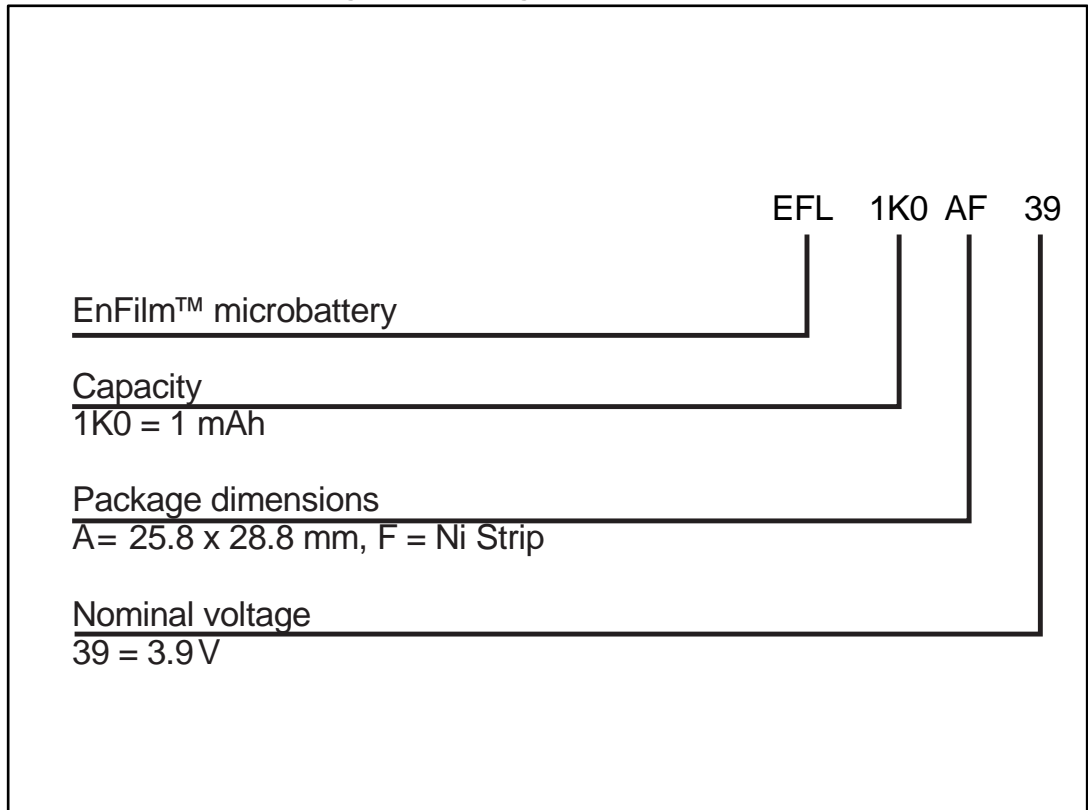 EFL 1K0 AF 39
EnFilm™ microbattery
Capacity
1K0 = 1 mAh
Package dimensions
A= 25.8 x 28.8 mm, F = Ni Strip
Nominal voltage
39 = 3.9 V